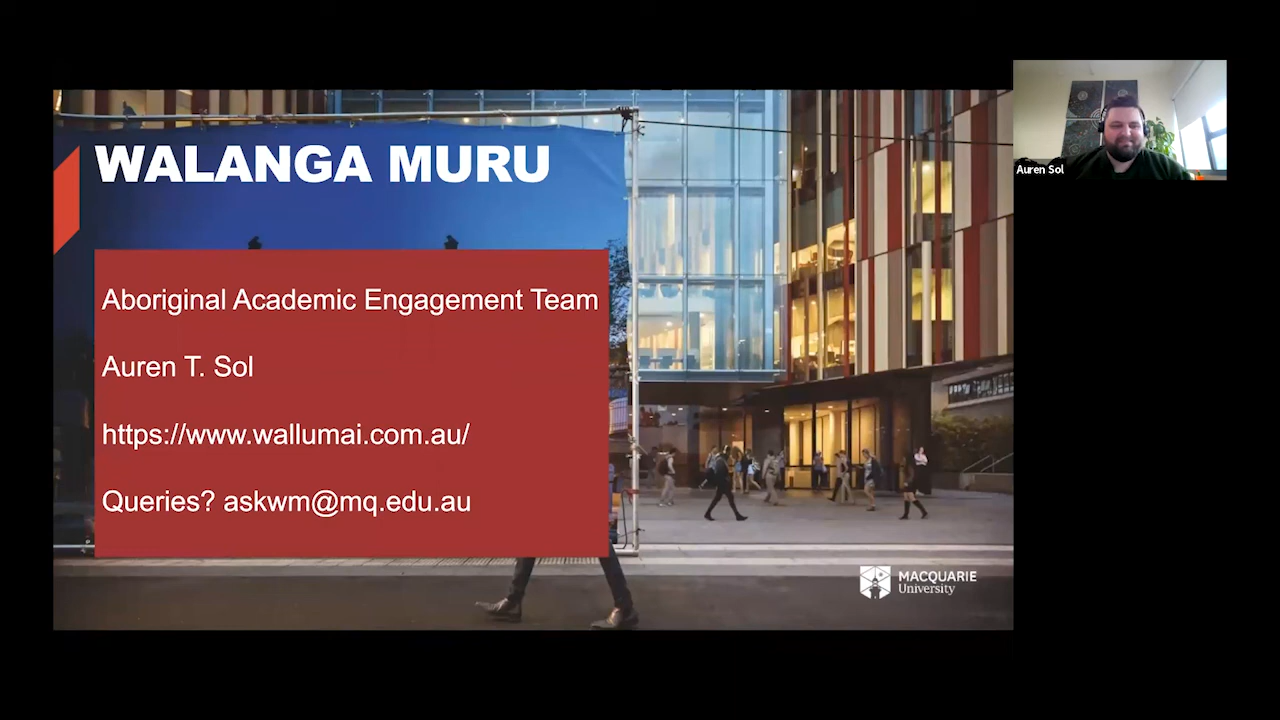 WALANGA MURU
Aboriginal Academic Engagement Team
Auren T. Sol
https://www.wallumai.com.au/
Queries? askwm@mq.edu.au
MACQUARIE
University
Auren Sol